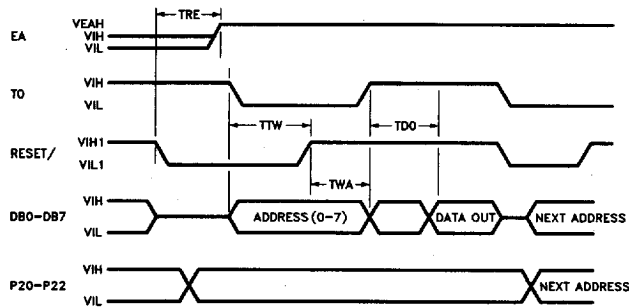 TRE
VEAH
EA VIH
VIL
TO VIH
VIL
TTW TDO
RESET/ VIH1
VIL1
TWA
DB0-DB7 VIH
ADDRESS (0-7) DATA OUT NEXT ADDRESS
VIL
P20-P22 VIH
NEXT ADDRESS
VIL